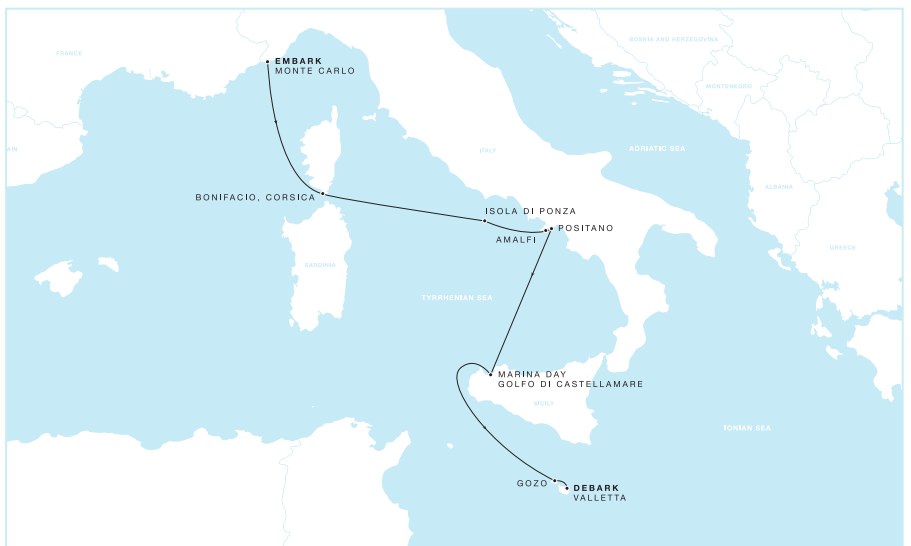 BOSNIA AND HERZEGOVINA
FRANCE
EMBARK
MONTE CARLO
MONTENEGRO
AIN
ITALY
ADRIATIC SEA
ALBANIA
BONIFACIO, CORSICA
ISOLA DI PONZA
POSITANO
AMALFI
GREECE
SARDINIA
TYRRHENIAN SEA
MARINA DAY
GOLFO DI CASTELLAMARE
SICILY
IONIAN SEA
GOZO
DEBARK
VALLETTA